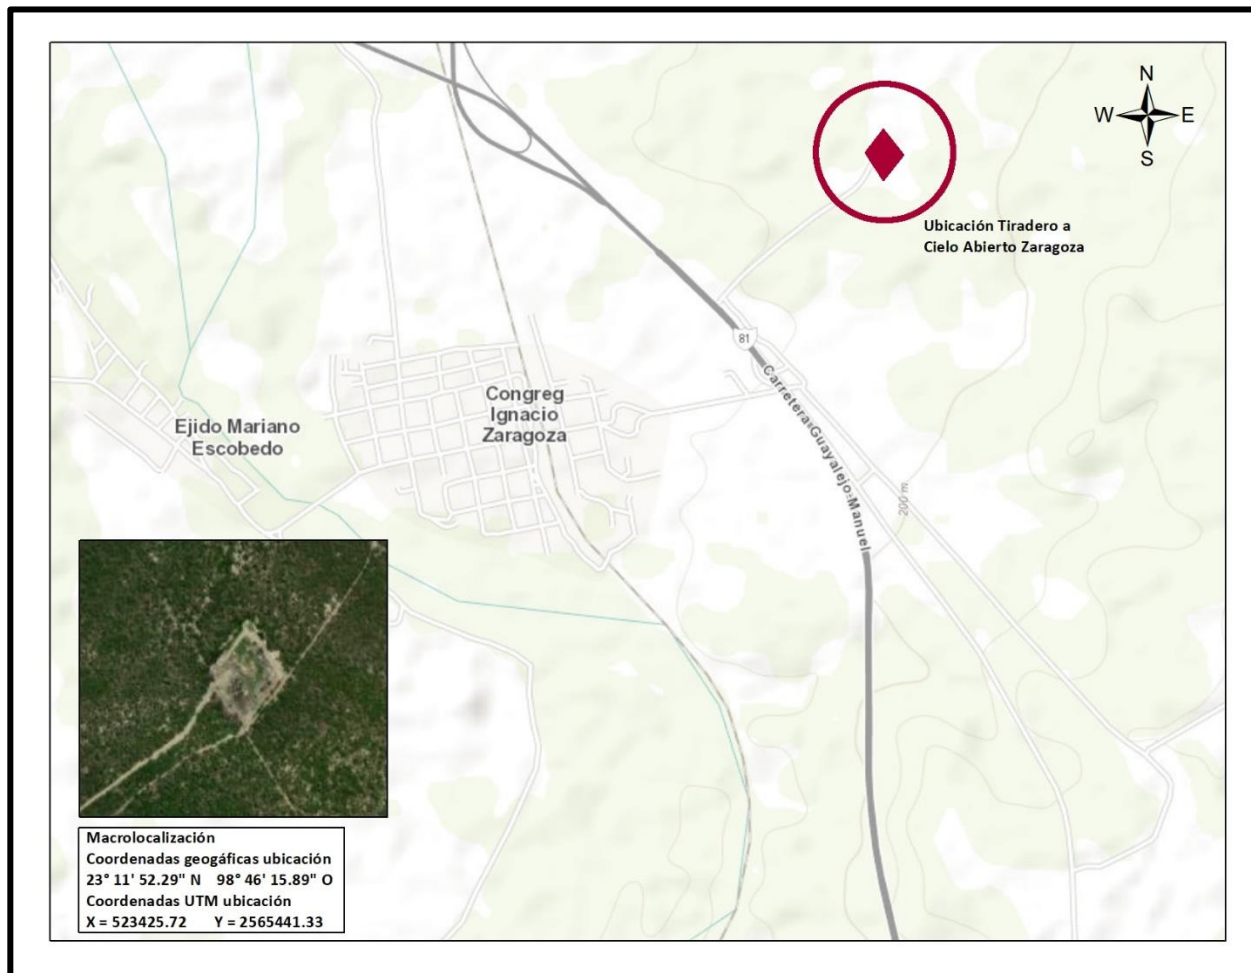 N
W E
S
Ubicación Tiradero a
Cielo Abierto Zaragoza
81
Carretera Guayalejo-Manuel
Congreg
Ignacio
Zaragoza
Ejido Mariano
Escobedo
200 m
Macrolocalización
Coordenadas geogáficas ubicación
23° 11' 52.29" N 98° 46' 15.89" O
Coordenadas UTM ubicación
X = 523425.72 Y = 2565441.33